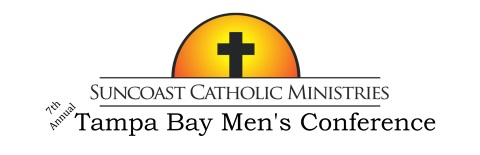 SUNCOAST CATHOLIC MINISTRIES
7th
Annual
Tampa Bay Men's Conference